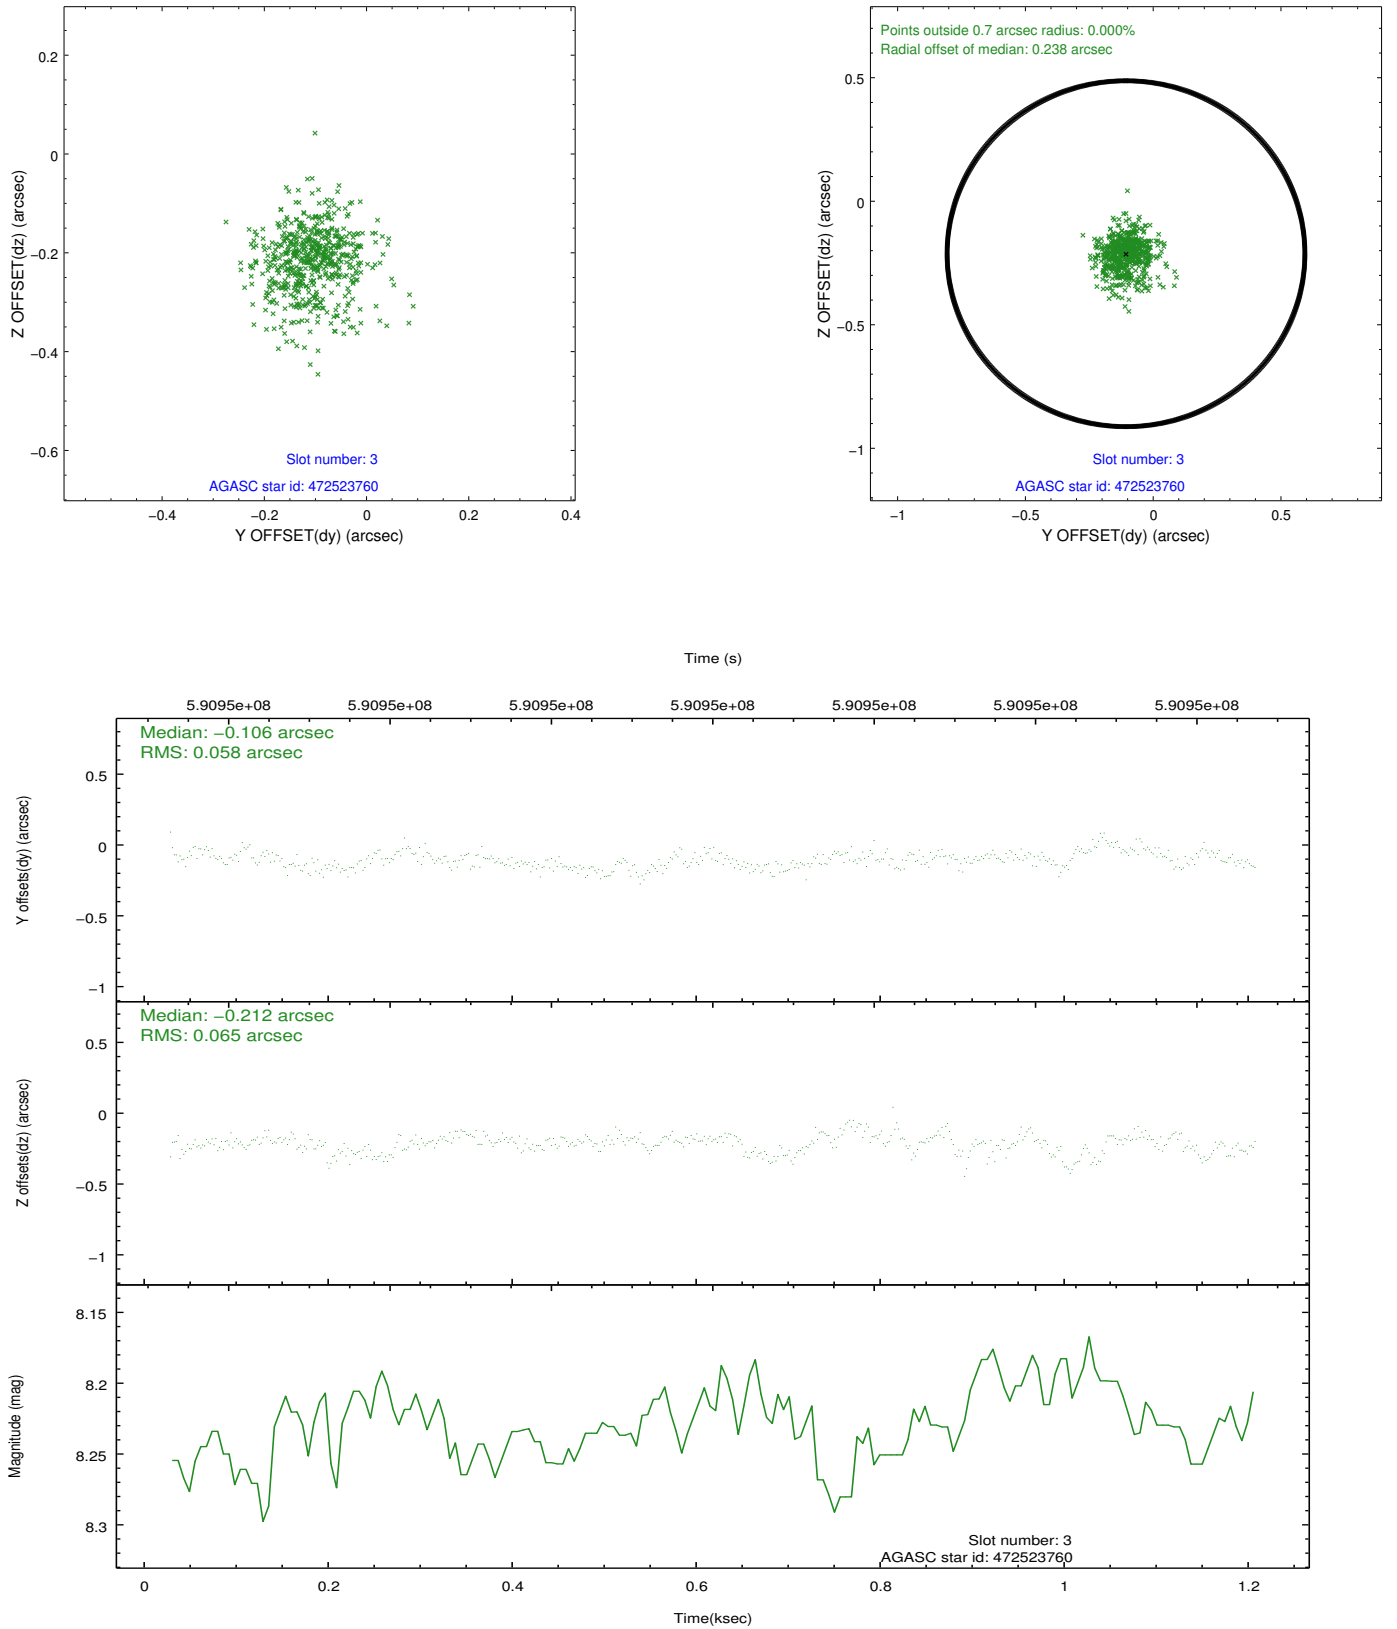 0.2
0
−0.2
−0.4
−0.6
Z OFFSET(dz) (arcsec)
Slot number: 3
AGASC star id: 472523760
−0.4 −0.2 0 0.2 0.4
Y OFFSET(dy) (arcsec)
Points outside 0.7 arcsec radius: 0.000%
Radial offset of median: 0.238 arcsec
0.5
0
−0.5
−1
Z OFFSET(dz) (arcsec)
Slot number: 3
AGASC star id: 472523760
−1 −0.5 0 0.5
Y OFFSET(dy) (arcsec)
Time (s)
5.9095e+08 5.9095e+08 5.9095e+08 5.9095e+08 5.9095e+08 5.9095e+08 5.9095e+08
Median: −0.106 arcsec
RMS: 0.058 arcsec
0.5
0
−0.5
−1
Y offsets(dy) (arcsec)
Median: −0.212 arcsec
RMS: 0.065 arcsec
0.5
0
−0.5
−1
Z offsets(dz) (arcsec)
8.15
8.2
8.25
8.3
Magnitude (mag)
Slot number: 3
AGASC star id: 472523760
0 0.2 0.4 0.6 0.8 1 1.2
Time(ksec)